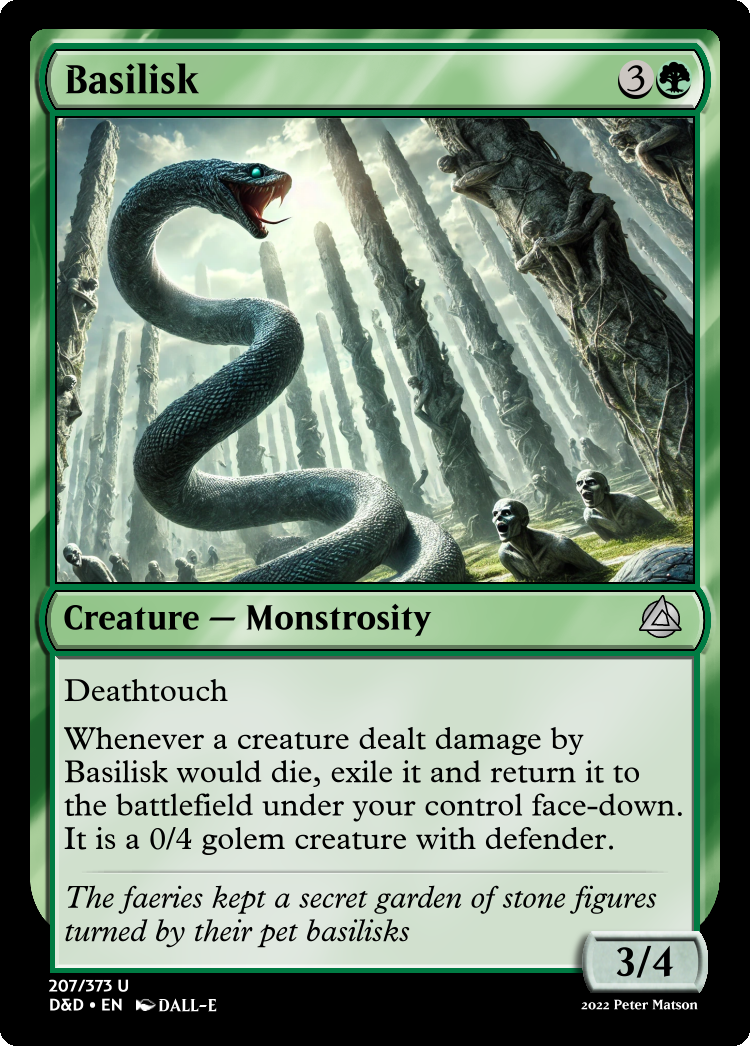 Basilisk 3
Creature — Monstrosity
Deathtouch
Whenever a creature dealt damage by
Basilisk would die, exile it and return it to
the battlefield under your control face-down.
It is a 0/4 golem creature with defender.
The faeries kept a secret garden of stone figures
turned by their pet basilisks
3/4
207/373 U
D&D • EN DALL-E
2022 Peter Matson